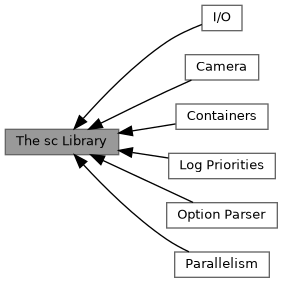 I/O
Camera
Containers
The sc Library
Log Priorities
Option Parser
Parallelism